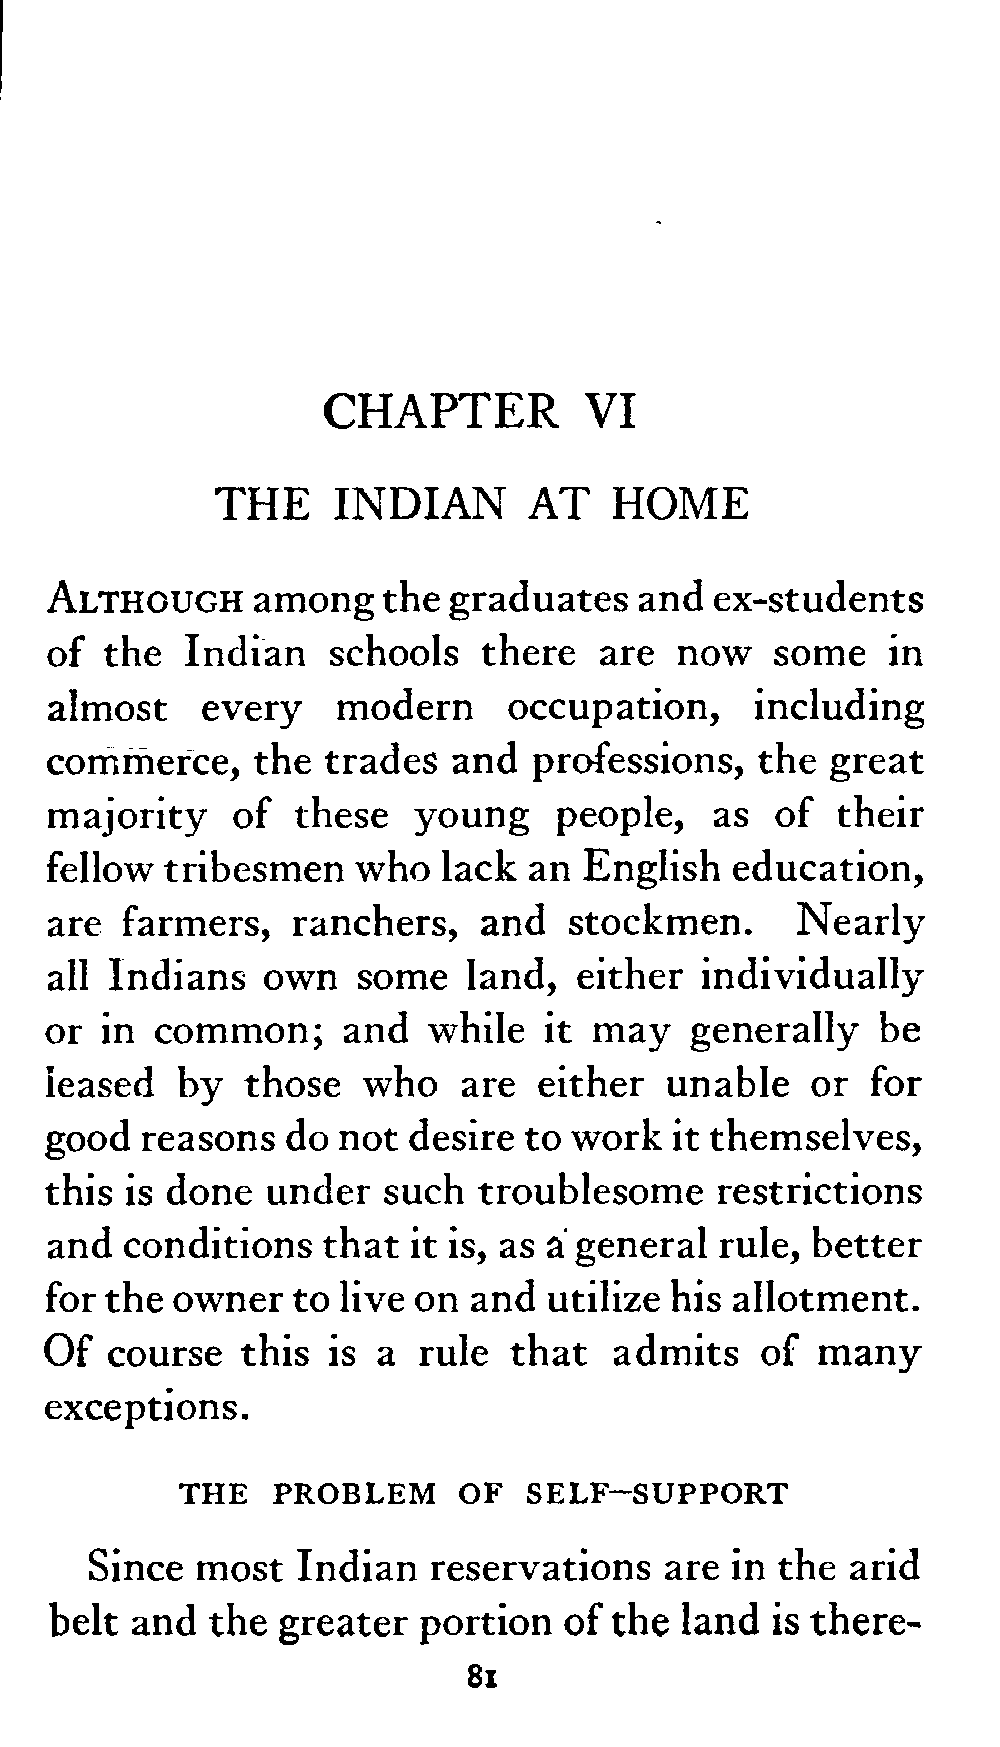 CHAPTER VI
THE INDIAN AT HOME
ALTHOUGH among the graduates and ex-students
of the Indian schools there are now some in
almost every modern occupation, including
commerce, the trades and professions, the great
majority of these young people, as of their
fellow tribesmen who lack an English education,
are farmers, ranchers, and stockmen. Nearly
all Indians own some land, either individually
or in common; and while it may generally be
leased by those who are either unable or for
good reasons do not desire to work it themselves,
this is done under such troublesome restrictions
and conditions that it is, as a general rule, better
for the owner to live on and utilize his allotment.
Of course this is a rule that admits of many
exceptions.
THE PROBLEM OF SELF-SUPPORT
Since most Indian reservations are in the arid
belt and the greater portion of the land is there-
81